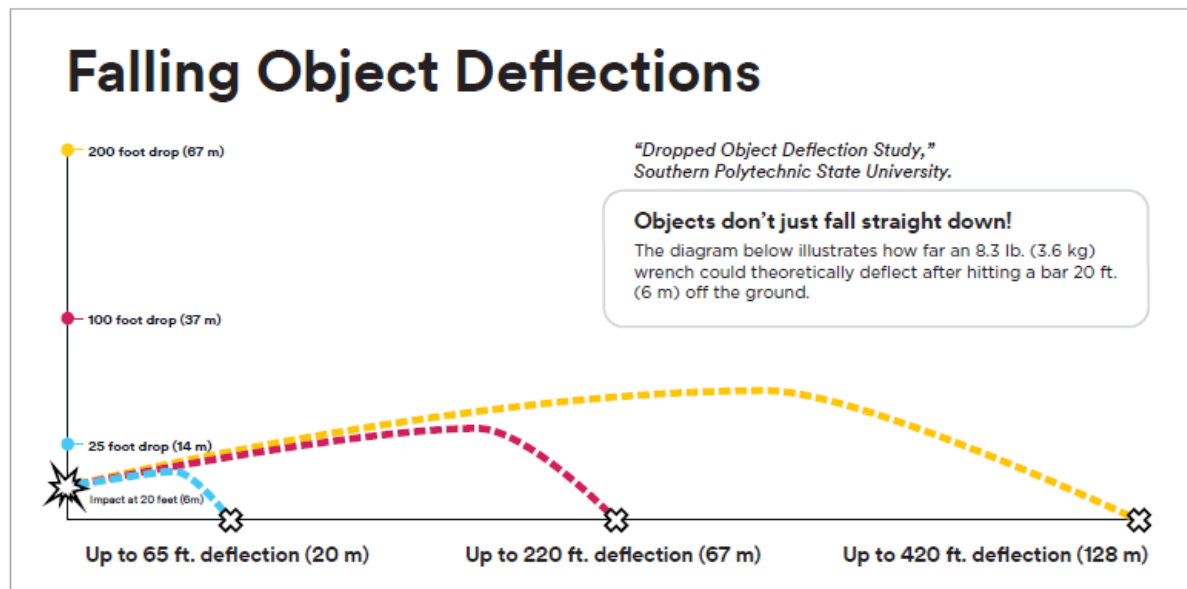 Falling Object Deflections
200 foot drop (67 m)
“Dropped Object Deflection Study,”
Southern Polytechnic State University.
Objects don’t just fall straight down!
The diagram below illustrates how far an 8.3 lb. (3.6 kg)
wrench could theoretically deflect after hitting a bar 20 ft.
(6 m) off the ground.
100 foot drop (37 m)
25 foot drop (14 m)
Impact at 20 feet (6m)
Up to 65 ft. deflection (20 m)
Up to 220 ft. deflection (67 m)
Up to 420 ft. deflection (128 m)